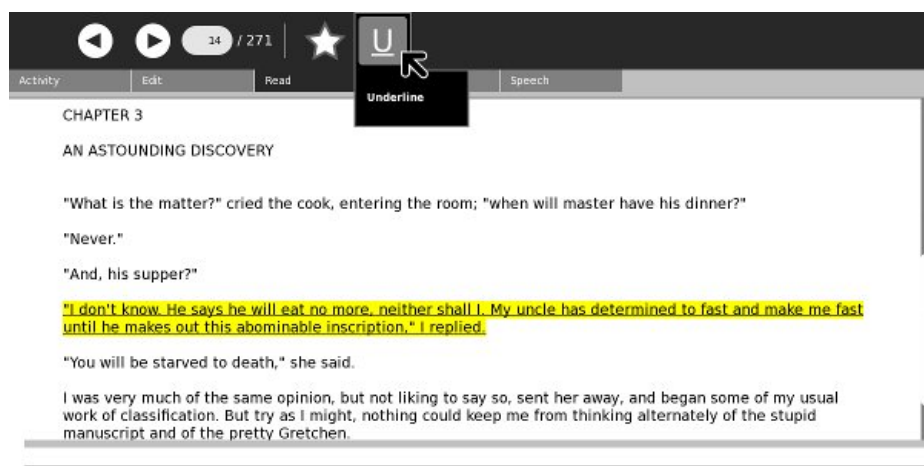 14 / 271
U
Activity
Edit
Read
Speech
Underline
CHAPTER 3
AN ASTOUNDING DISCOVERY
"What is the matter?" cried the cook, entering the room; "when will master have his dinner?"
"Never."
"And, his supper?"
"I don't know. He says he will eat no more, neither shall I. My uncle has determined to fast and make me fast
until he makes out this abominable inscription," I replied.
"You will be starved to death," she said.
I was very much of the same opinion, but not liking to say so, sent her away, and began some of my usual
work of classification. But try as I might, nothing could keep me from thinking alternately of the stupid
manuscript and of the pretty Gretchen.